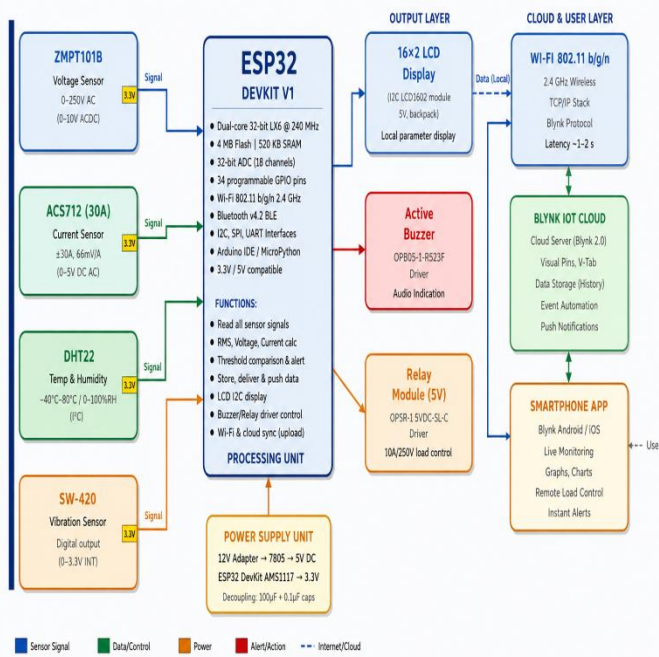 OUTPUT LAYER
CLOUD & USER LAYER
ZMPT101B
Voltage Sensor
0–250V AC
(0–10V ACDC)
3.3V
Signal
ACS712 (30A)
Current Sensor
±30A, 66mV/A
(0–5V DC AC)
3.3V
Signal
DHT22
Temp & Humidity
–40°C–80°C / 0–100%RH
(I²C)
3.3V
Signal
SW-420
Vibration Sensor
Digital output
(0–3.3V INT)
3.3V
Signal
ESP32
DEVKIT V1
• Dual-core 32-bit LX6 @ 240 MHz
• 4 MB Flash | 520 KB SRAM
• 32-bit ADC (18 channels)
• 34 programmable GPIO pins
• Wi-Fi 802.11 b/g/n 2.4 GHz
• Bluetooth v4.2 BLE
• I2C, SPI, UART Interfaces
• Arduino IDE / MicroPython
• 3.3V / 5V compatible
FUNCTIONS:
• Read all sensor signals
• RMS, Voltage, Current calc
• Threshold comparison & alert
• Store, deliver & push data
• LCD I2C display
• Buzzer/Relay driver control
• Wi-Fi & cloud sync (upload)
PROCESSING UNIT
POWER SUPPLY UNIT
12V Adapter → 7805 → 5V DC
ESP32 DevKit AMS1117 → 3.3V
Decoupling: 100μF + 0.1μF caps
16×2 LCD
Display
(I2C LCD1602 module
5V, backpack)
Local parameter display
Data (Local)
Active
Buzzer
OPB05-1-RS23F
Driver
Audio Indication
Relay
Module (5V)
OPSR-1 5VDC-SL-C
Driver
10A/250V load control
WI-FI 802.11 b/g/n
2.4 GHz Wireless
TCP/IP Stack
Blynk Protocol
Latency ~1–2 s
BLYNK IOT CLOUD
Cloud Server (Blynk 2.0)
Visual Pins, V-Tab
Data Storage (History)
Event Automation
Push Notifications
SMARTPHONE APP
Blynk Android / iOS
Live Monitoring
Graphs, Charts
Remote Load Control
Instant Alerts
Use
Sensor Signal
Data/Control
Power
Alert/Action
Internet/Cloud